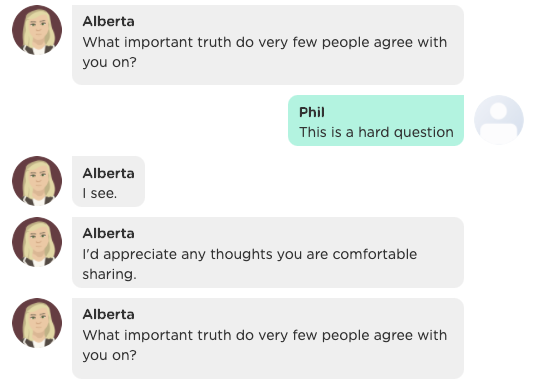 Alberta
What important truth do very few people agree with
you on?
Phil
This is a hard question
Alberta
I see.
Alberta
I'd appreciate any thoughts you are comfortable
sharing.
Alberta
What important truth do very few people agree with
you on?